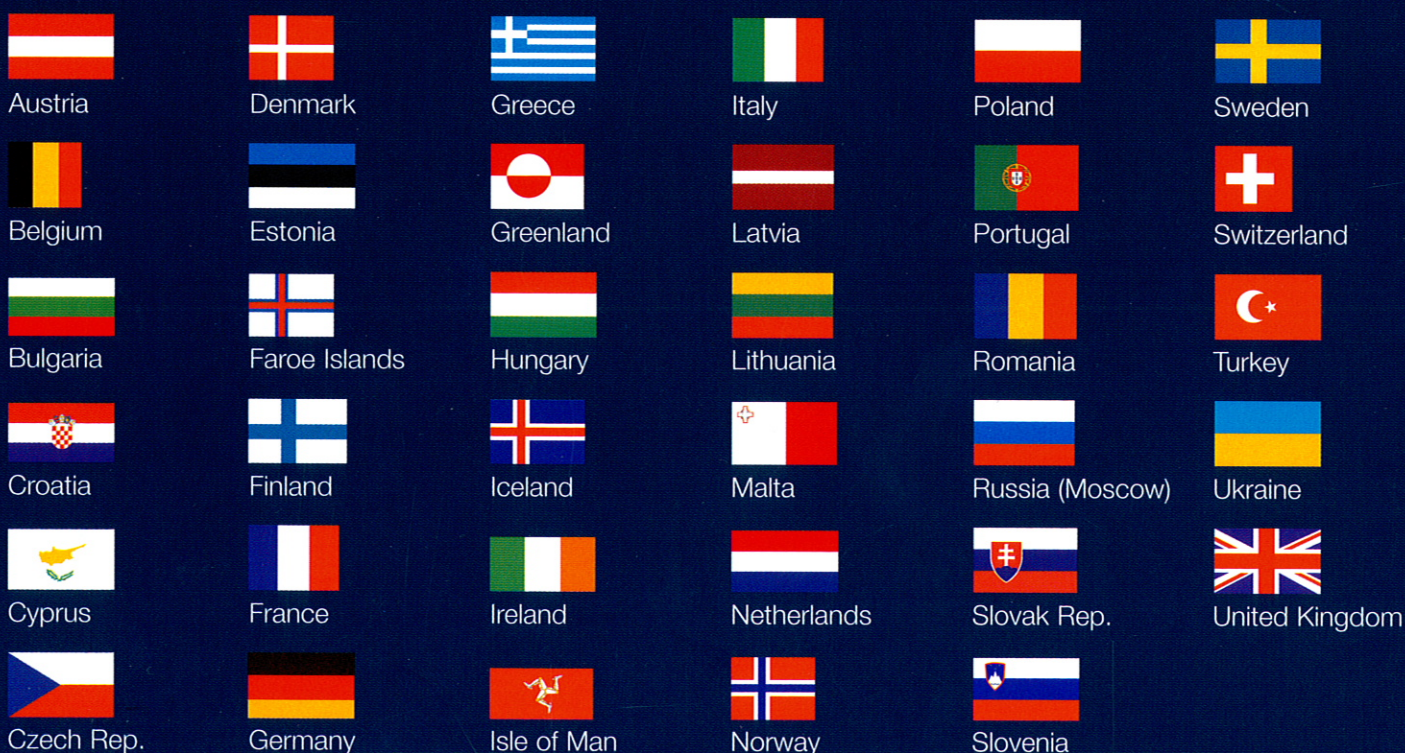 Austria
Denmark
Greece
Italy
Poland
Sweden
Belgium
Estonia
Greenland
Latvia
Portugal
Switzerland
Bulgaria
Faroe Islands
Hungary
Lithuania
Romania
Turkey
Croatia
Finland
Iceland
Malta
Russia (Moscow)
Ukraine
Cyprus
France
Ireland
Netherlands
Slovak Rep.
United Kingdom
Czech Rep.
Germany
Isle of Man
Norway
Slovenia